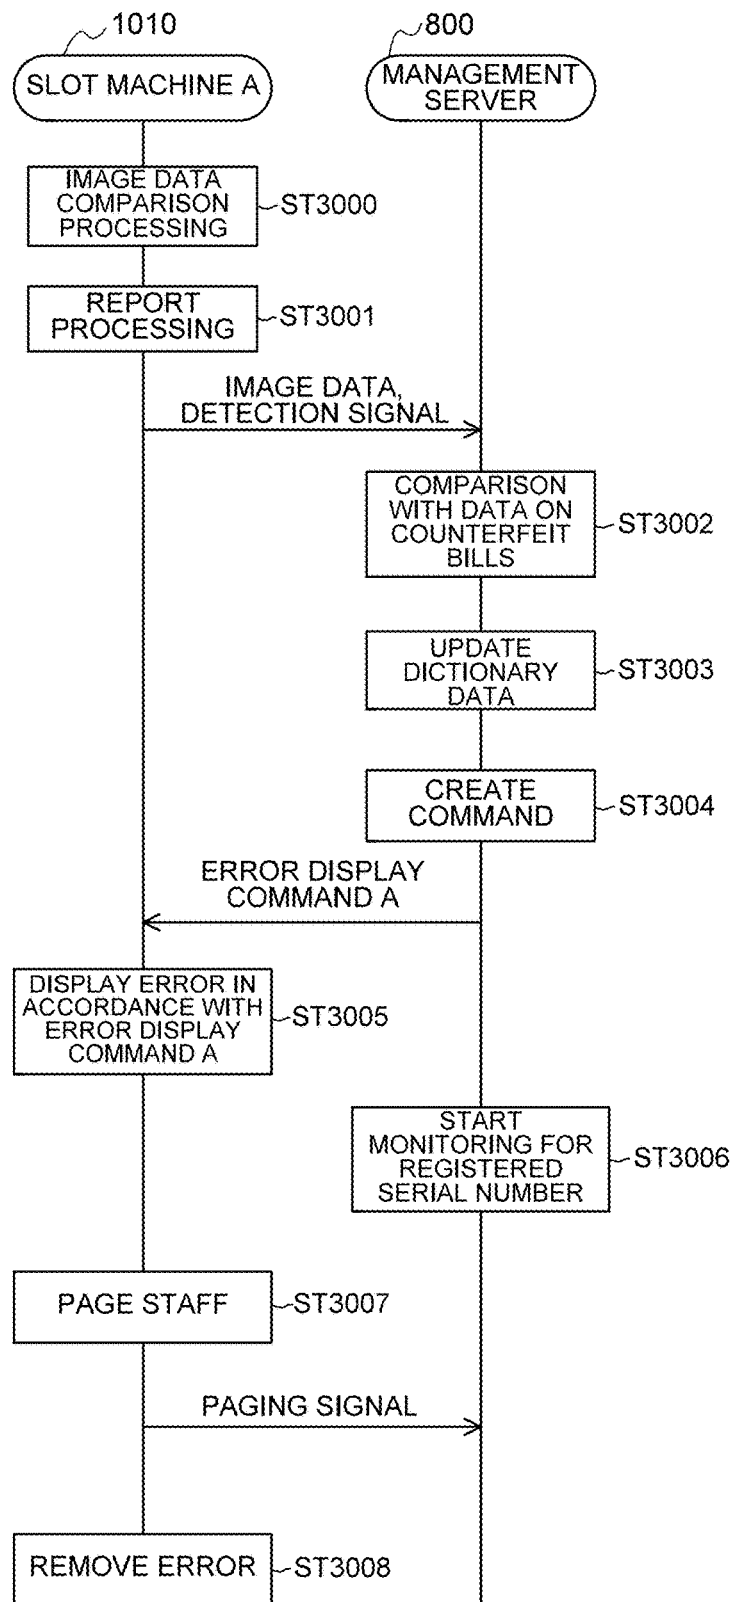 1010
800
SLOT MACHINE A
MANAGEMENT
SERVER
IMAGE DATA
COMPARISON
PROCESSING
ST3000
REPORT
PROCESSING
ST3001
IMAGE DATA,
DETECTION SIGNAL
COMPARISON
WITH DATA ON
COUNTERFEIT
BILLS
ST3002
UPDATE
DICTIONARY
DATA
ST3003
CREATE
COMMAND
ST3004
ERROR DISPLAY
COMMAND A
DISPLAY ERROR IN
ACCORDANCE WITH
ERROR DISPLAY
COMMAND A
ST3005
START
MONITORING FOR
REGISTERED
SERIAL NUMBER
ST3006
PAGE STAFF
ST3007
PAGING SIGNAL
REMOVE ERROR
ST3008